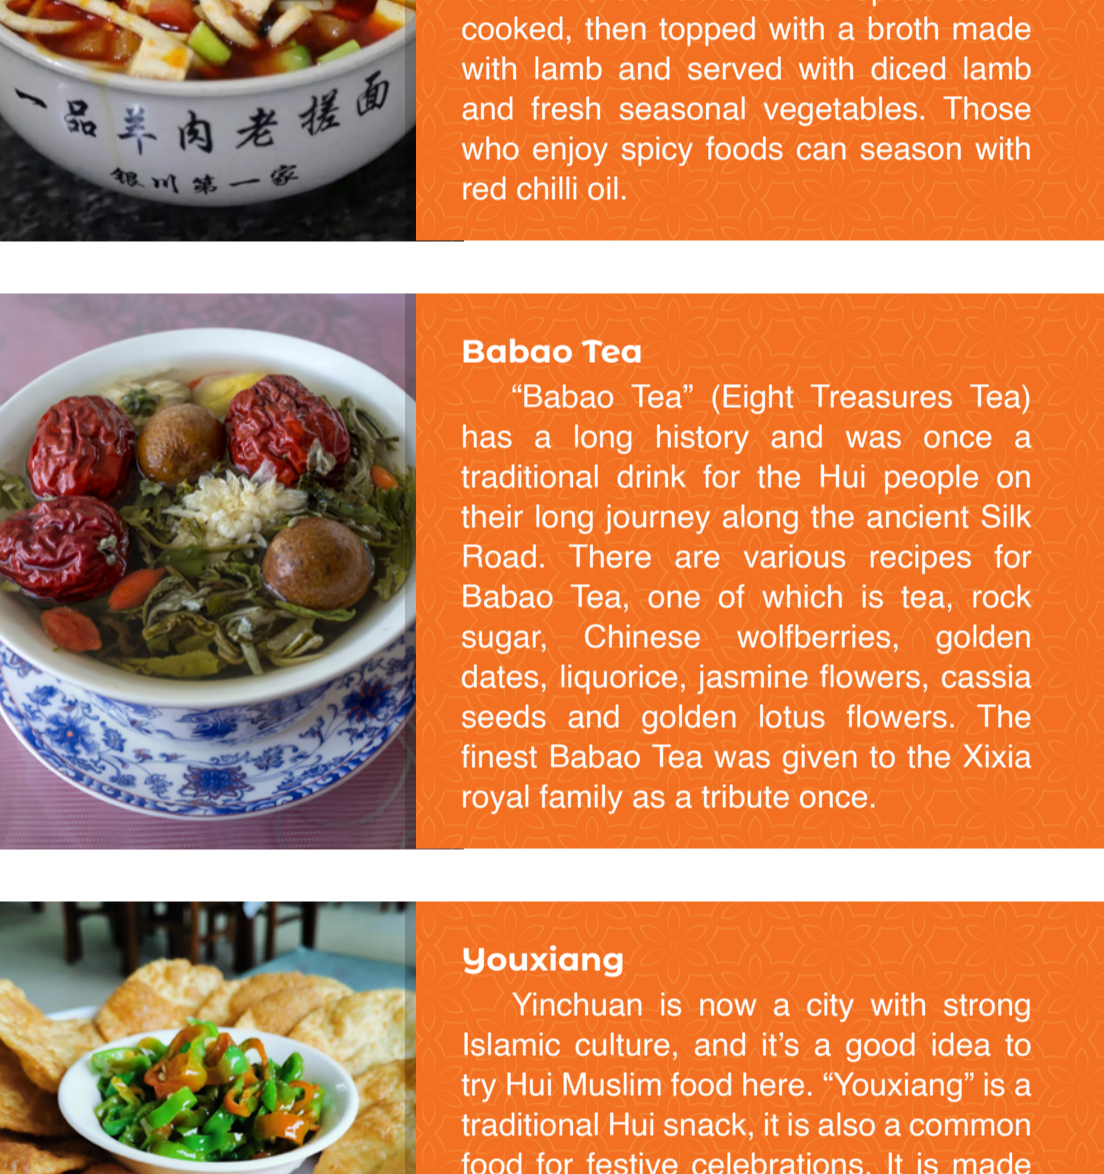 一品羊肉老搓面
银川第一家
cooked, then topped with a broth made
with lamb and served with diced lamb
and fresh seasonal vegetables. Those
who enjoy spicy foods can season with
red chilli oil.
Babao Tea
“Babao Tea” (Eight Treasures Tea)
has a long history and was once a
traditional drink for the Hui people on
their long journey along the ancient Silk
Road. There are various recipes for
Babao Tea, one of which is tea, rock
sugar, Chinese wolfberries, golden
dates, liquorice, jasmine flowers, cassia
seeds and golden lotus flowers. The
finest Babao Tea was given to the Xixia
royal family as a tribute once.
Youxiang
Yinchuan is now a city with strong
Islamic culture, and it’s a good idea to
try Hui Muslim food here. “Youxiang” is a
traditional Hui snack, it is also a common
food for festive celebrations. It is made